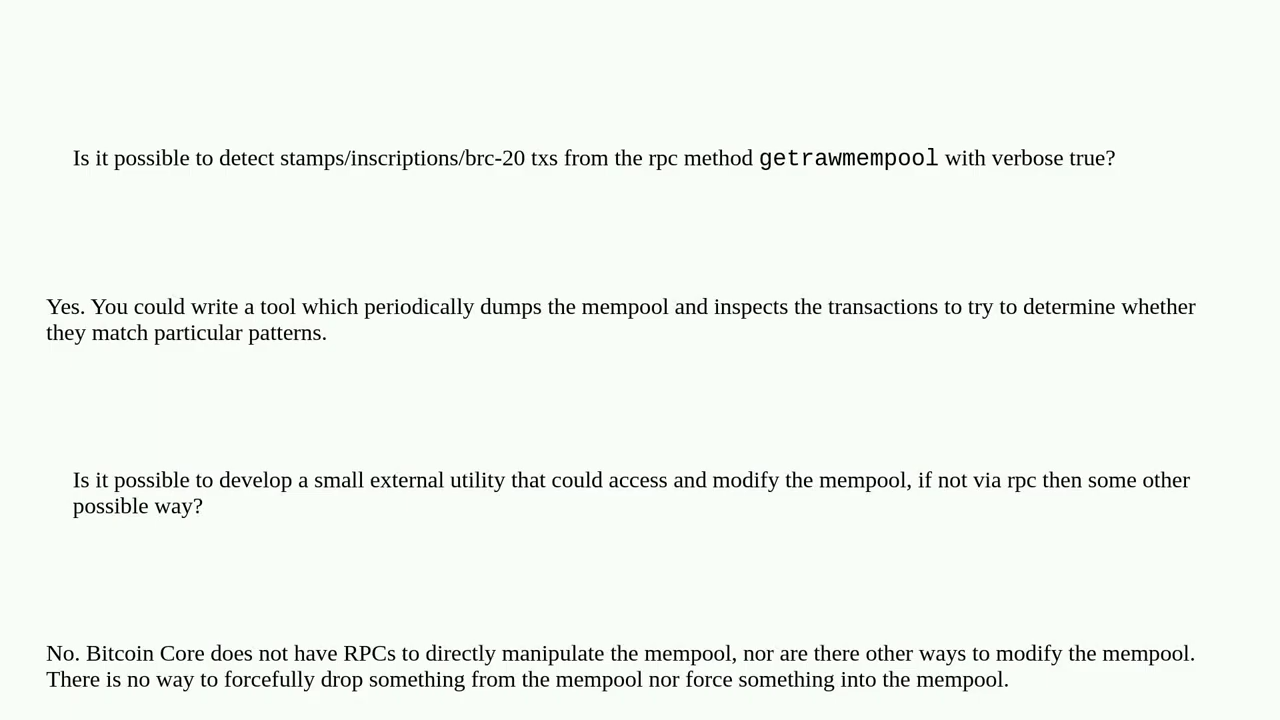 Is it possible to detect stamps/inscriptions/brc-20 txs from the rpc method getrawmempool with verbose true?
Yes. You could write a tool which periodically dumps the mempool and inspects the transactions to try to determine whether
they match particular patterns.
Is it possible to develop a small external utility that could access and modify the mempool, if not via rpc then some other
possible way?
No. Bitcoin Core does not have RPCs to directly manipulate the mempool, nor are there other ways to modify the mempool.
There is no way to forcefully drop something from the mempool nor force something into the mempool.